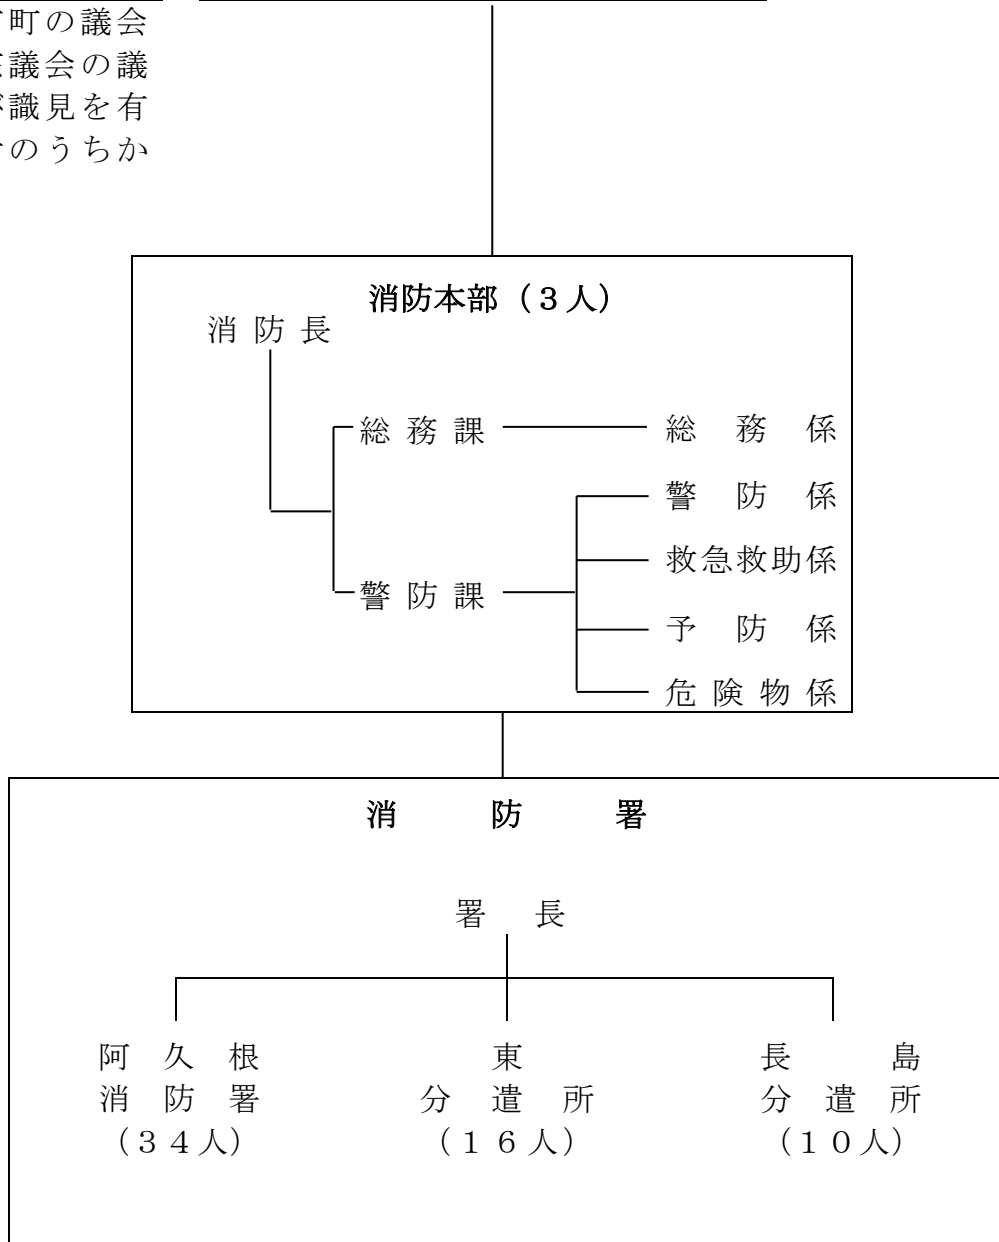 町の議会
議会の議
識見を有
のうちか
消防本部（３人）
消防長
総務課 総務係
警防係
救急救助係
警防課
予防係
危険物係
消防署
署長
阿久根 東 長島
消防署 分遣所 分遣所
（３４人） （１６人） （１０人）